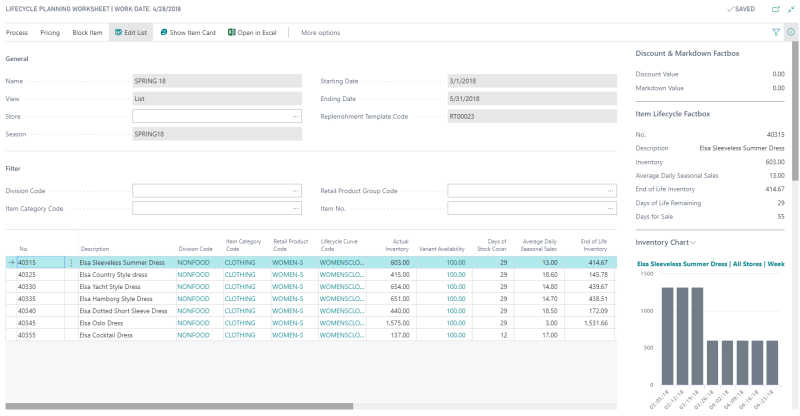 LIFECYCLE PLANNING WORKSHEET | WORK DATE: 4/28/2018
✓ SAVED
Process Pricing Block Item Edit List Show Item Card Open in Excel More options
General
Name SPRING 18 Starting Date 3/1/2018
View List Ending Date 5/31/2018
Store ... Replenishment Template Code RT00023
Season SPRING18
Filter
Division Code ... Retail Product Group Code ...
Item Category Code ... Item No. ...
No. Description Division Code Item Category Code Retail Product Code Lifecycle Curve Code Actual Inventory Variant Availability Days of Stock Cover Average Daily Seasonal Sales End of Life Inventory
→ 40315 Elsa Sleeveless Summer Dress NONFOOD CLOTHING WOMEN-S WOMENSCLO... 603.00 100.00 29 13.00 414.67
40325 Elsa Country Style dress NONFOOD CLOTHING WOMEN-S WOMENSCLO... 415.00 100.00 29 18.60 145.78
40330 Elsa Yacht Style Dress NONFOOD CLOTHING WOMEN-S WOMENSCLO... 654.00 100.00 29 14.80 439.67
40335 Elsa Hamborg Style Dress NONFOOD CLOTHING WOMEN-S WOMENSCLO... 651.00 100.00 29 14.70 438.51
40340 Elsa Dotted Short Sleeve Dress NONFOOD CLOTHING WOMEN-S WOMENSCLO... 440.00 100.00 29 18.50 172.09
40345 Elsa Oslo Dress NONFOOD CLOTHING WOMEN-S WOMENSCLO... 1,575.00 100.00 29 3.00 1,531.66
40355 Elsa Cocktail Dress NONFOOD CLOTHING WOMEN-S WOMENSCLO... 137.00 100.00 12 17.00
Discount & Markdown Factbox
Discount Value 0.00
Markdown Value 0.00
Item Lifecycle Factbox
No. 40315
Description Elsa Sleeveless Summer Dress
Inventory 603.00
Average Daily Seasonal Sales 13.00
End of Life Inventory 414.67
Days of Life Remaining 29
Days for Sale 55
Inventory Chart
Elsa Sleeveless Summer Dress | All Stores | Week
1500
1000
500
0
03/05/18 03/12/18 03/19/18 03/26/18 04/02/18 04/09/18 04/16/18 04/23/18